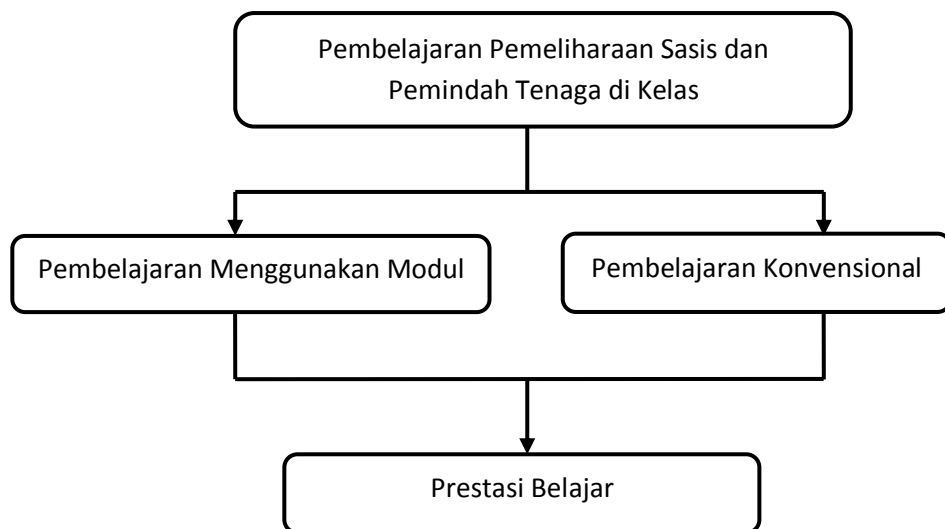 Pembelajaran Pemeliharaan Sasis dan
Pemindah Tenaga di Kelas
Pembelajaran Menggunakan Modul
Pembelajaran Konvensional
Prestasi Belajar